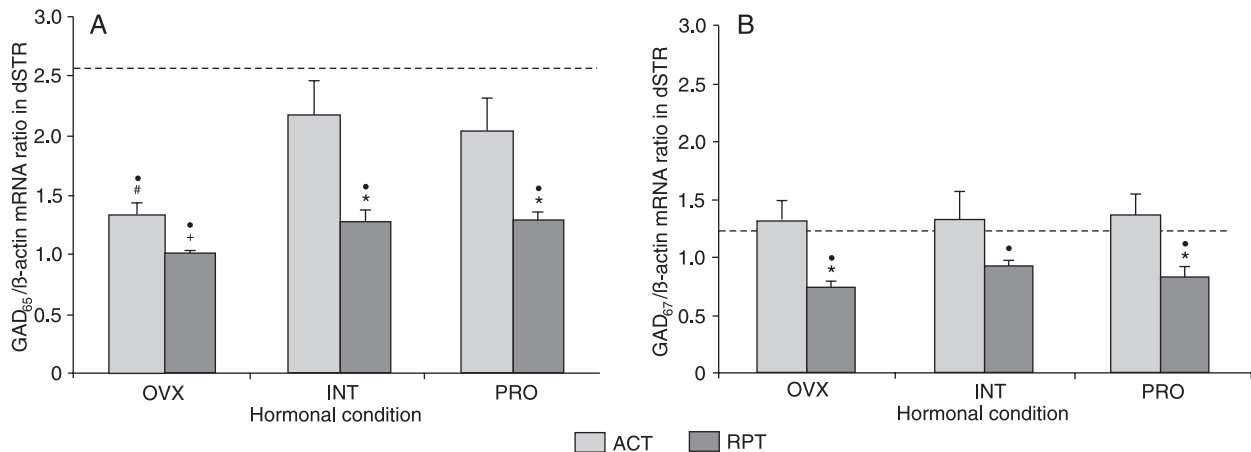 A
GAD65/ß-actin mRNA ratio in dSTR
3.0
2.5
2.0
1.5
1.0
0.5
0
#
+
*
*
OVX INT PRO
Hormonal condition
B
GAD67/ß-actin mRNA ratio in dSTR
3.0
2.5
2.0
1.5
1.0
0.5
0
*
*
OVX INT PRO
Hormonal condition
ACT RPT